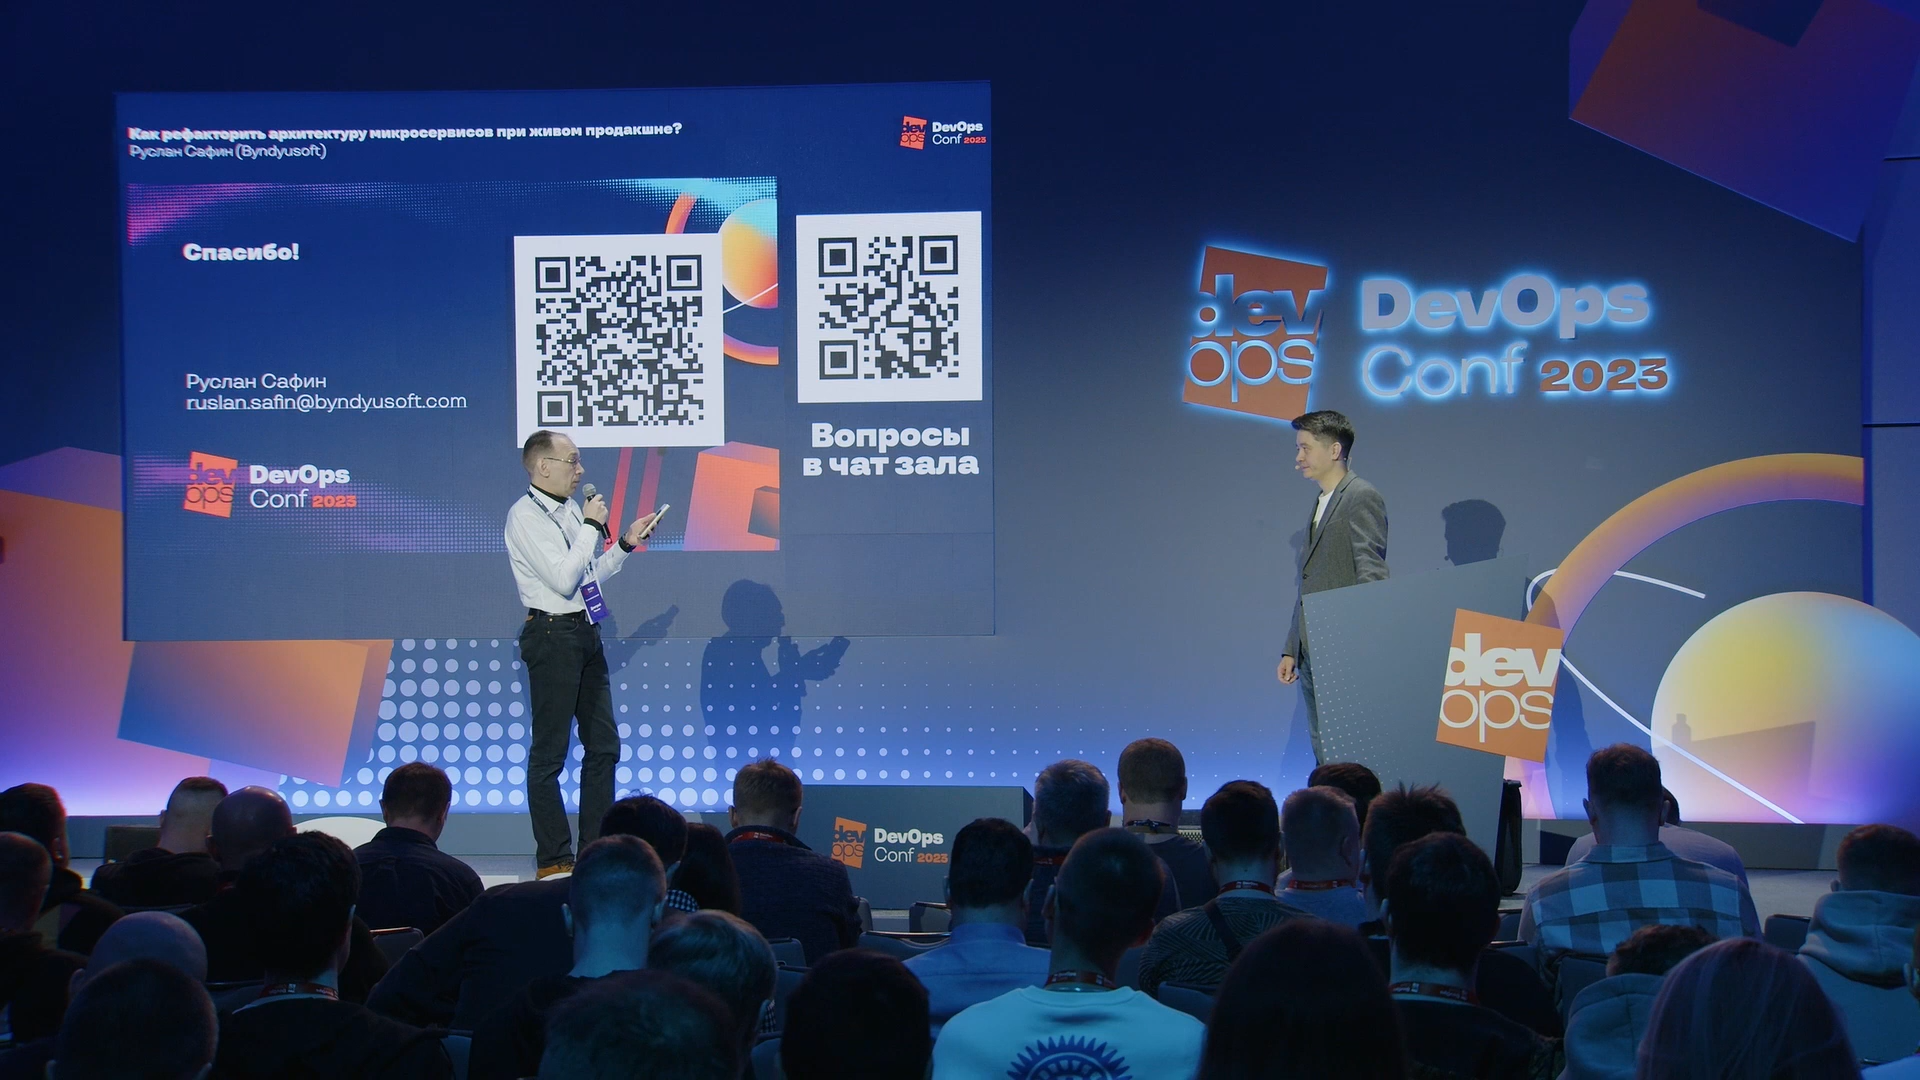 Как рефакторить архитектуру микросервисов при живом продакшне?
Руслан Сафин (Byndyusoft)
dev
ops
DevOps
Conf 2023
Спасибо!
Руслан Сафин
ruslan.safin@byndyusoft.com
dev
ops
DevOps
Conf 2023
Вопросы
в чат зала
dev
ops
DevOps
Conf 2023
dev
ops
dev
ops
DevOps
Conf 2023